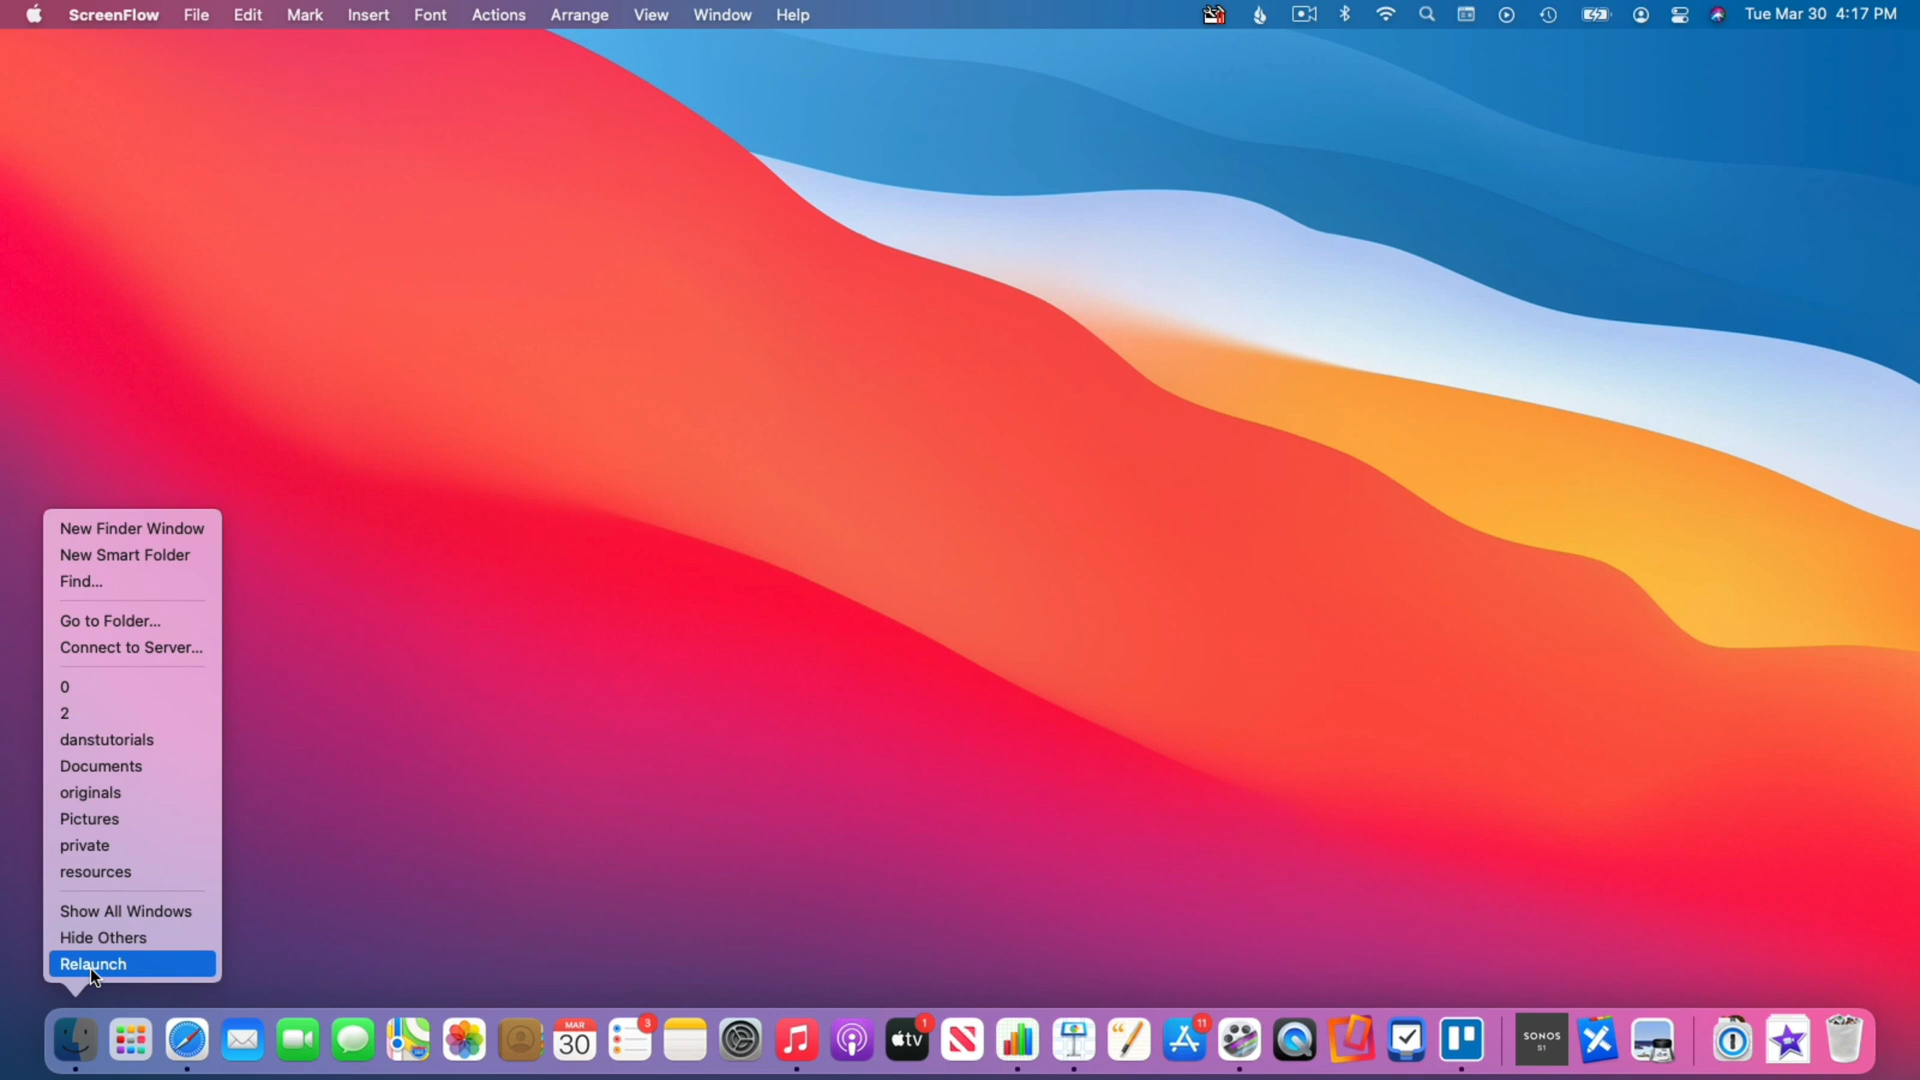 ScreenFlow File Edit Mark Insert Font Actions Arrange View Window Help Tue Mar 30 4:17 PM
New Finder Window
New Smart Folder
Find...
Go to Folder...
Connect to Server...
0
2
danstutorials
Documents
originals
Pictures
private
resources
Show All Windows
Hide Others
Relaunch
MAR
30
3
tv
1
11
SONOS
S1